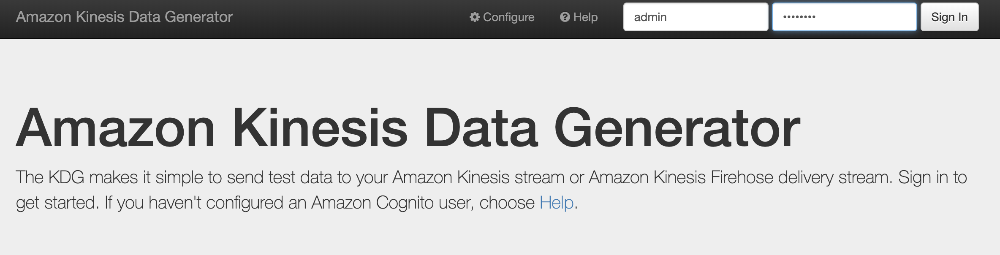 Amazon Kinesis Data Generator
Configure
Help
admin
••••••••
Sign In
Amazon Kinesis Data Generator
The KDG makes it simple to send test data to your Amazon Kinesis stream or Amazon Kinesis Firehose delivery stream. Sign in to
get started. If you haven't configured an Amazon Cognito user, choose Help.